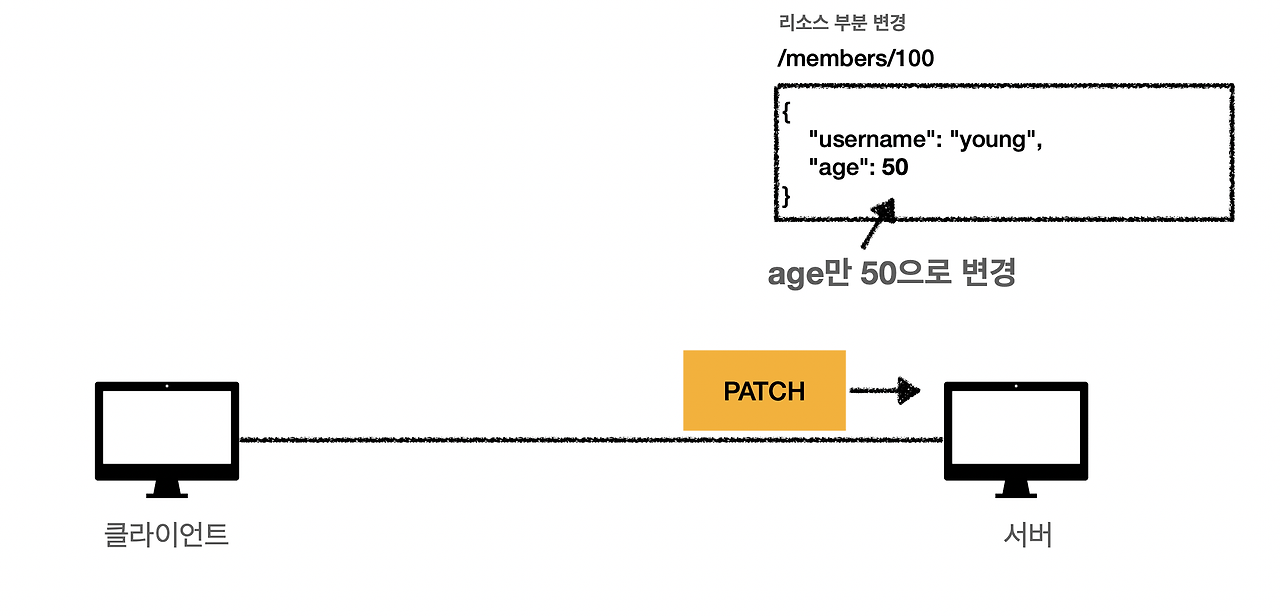 리소스 부분 변경
/members/100
{
"username": "young",
"age": 50
}
age만 50으로 변경
PATCH
클라이언트
서버